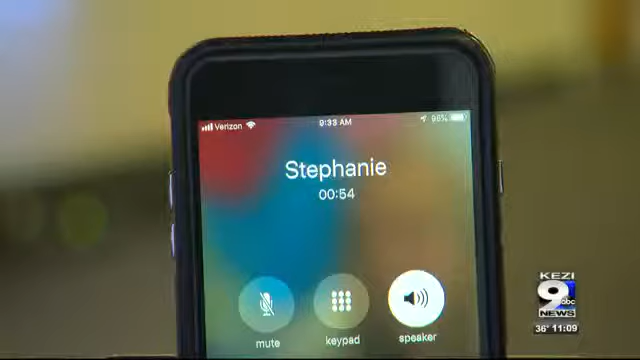 Verizon 9:33 AM 96%
Stephanie
00:54
mute keypad speaker
KEZI
9 abc
NEWS
36° 11:09